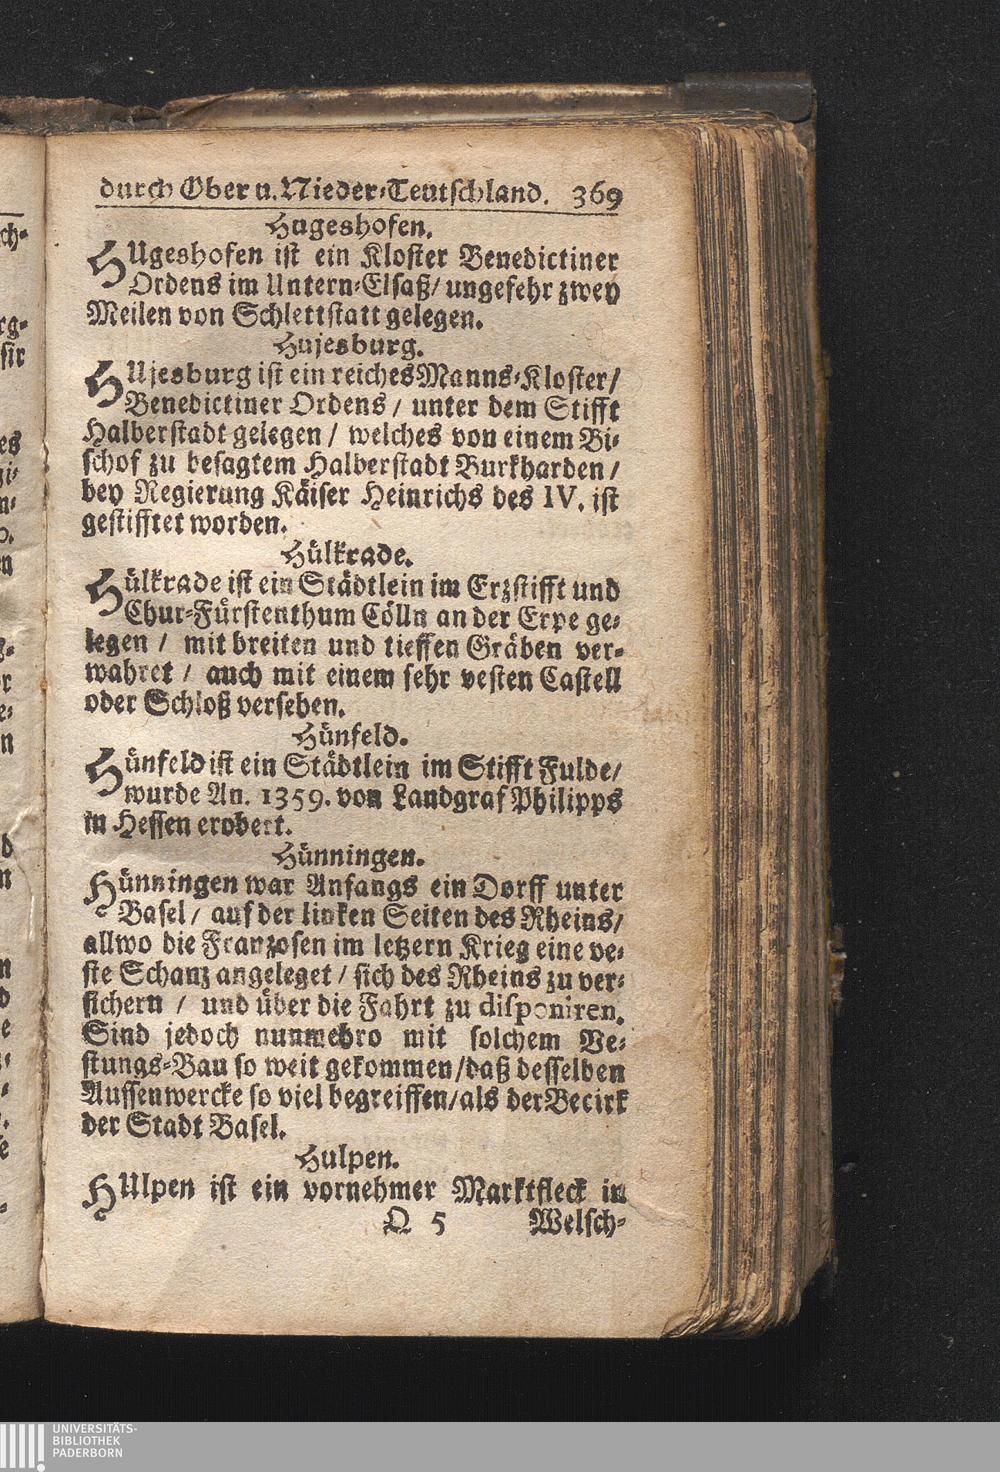 durch Ober u. Nieder-Teutschland. 369
Hugeshofen.
HUgeshofen ist ein Kloster Benedictiner
Ordens im Untern-Elsaß/ ungefehr zwey
Meilen von Schlettstatt gelegen.
Hujesburg.
HUjesburg ist ein reiches Manns-Kloster/
Benedictiner Ordens / unter dem Stifft
Halberstadt gelegen / welches von einem Bi-
schof zu besagtem Halberstadt Burkharden /
bey Regierung Käiser Heinrichs des IV. ist
gestifftet worden.
Hülkrade.
Hülkrade ist ein Städtlein im Erzstifft und
Chur-Fürstenthum Cölln an der Erpe ge-
legen / mit breiten und tieffen Gräben ver-
wahret / auch mit einem sehr vesten Castell
oder Schloß versehen.
Hünfeld.
Hünfeld ist ein Städtlein im Stifft Fulde/
wurde An. 1359. von Landgraf Philipps
in Hessen erobert.
Hünningen.
Hünningen war Anfangs ein Dorff unter
Basel / auf der linken Seiten des Rheins/
allwo die Franzosen im letzern Krieg eine ve-
ste Schanz angeleget / sich des Rheins zu ver-
sichern / und über die Fahrt zu disponiren.
Sind jedoch nunmehro mit solchem Ve-
stungs-Bau so weit gekommen/daß desselben
Aussenwercke so viel begreiffen/als der Becirk
der Stadt Basel.
Hulpen.
HUlpen ist ein vornehmer Marktfleck in
Q 5 Welsch-
UNIVERSITÄTS-
BIBLIOTHEK
PADERBORN